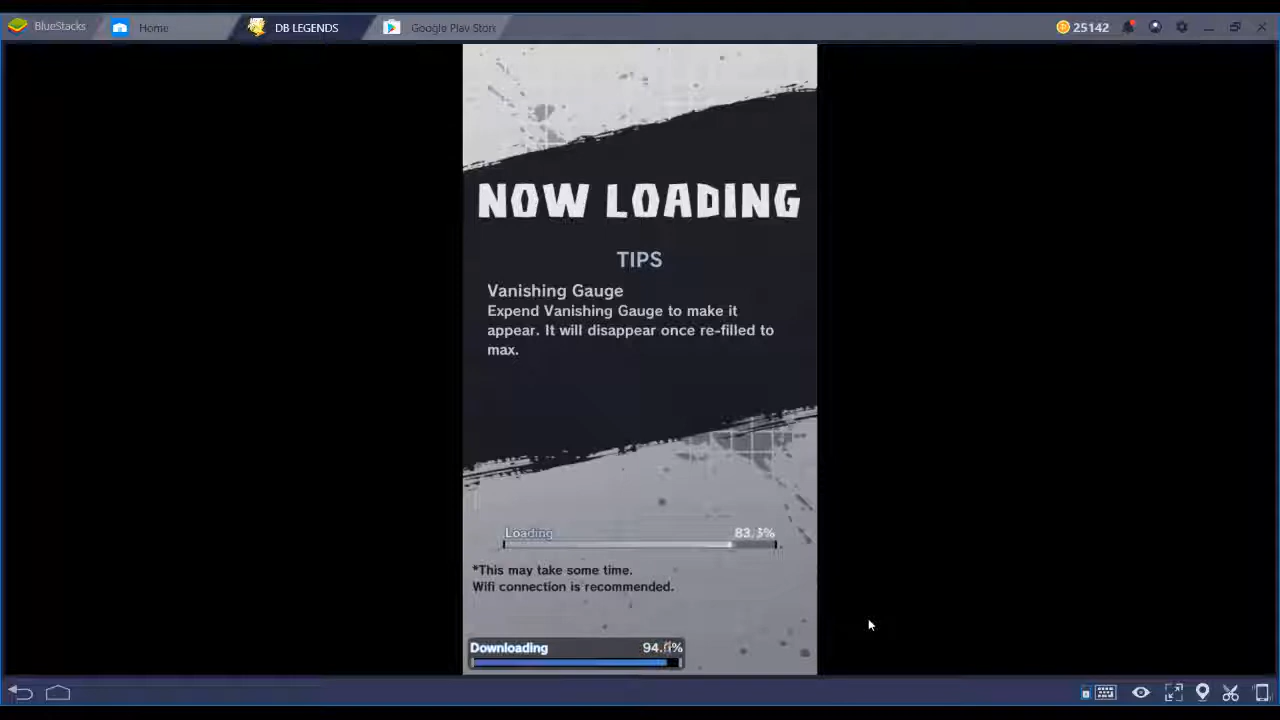 BlueStacks
Home
DB LEGENDS
Google Play Store
25142
NOW LOADING
TIPS
Vanishing Gauge
Expend Vanishing Gauge to make it
appear. It will disappear once re-filled to
max.
Loading
*This may take some time.
Wifi connection is recommended.
Downloading